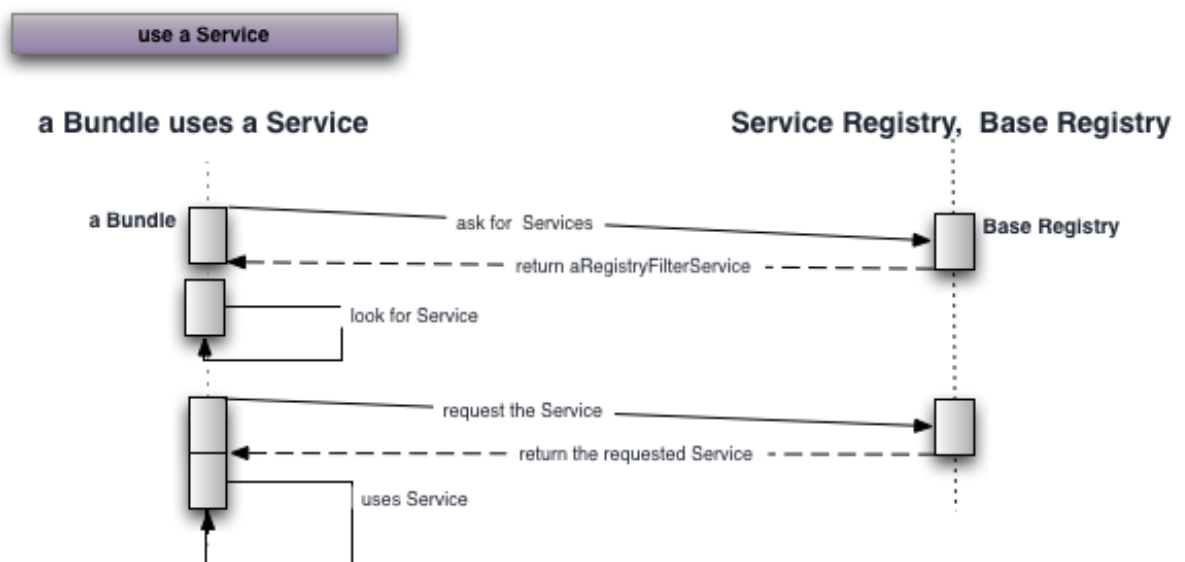 use a Service
a Bundle uses a Service
Service Registry, Base Registry
a Bundle
ask for Services
Base Registry
return aRegistryFilterService
look for Service
request the Service
return the requested Service
uses Service